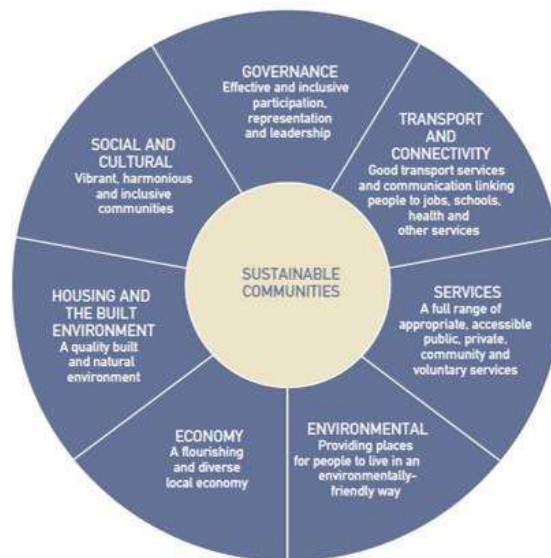 GOVERNANCE
Effective and inclusive
participation,
representation
and leadership
TRANSPORT
AND
CONNECTIVITY
Good transport services
and communication linking
people to jobs, schools,
health and
other services
SERVICES
A full range of
appropriate, accessible
public, private,
community and
voluntary services
ENVIRONMENTAL
Providing places
for people to live in an
environmentally-
friendly way
ECONOMY
A flourishing
and diverse
local economy
HOUSING AND
THE BUILT
ENVIRONMENT
A quality built
and natural
environment
SOCIAL AND
CULTURAL
Vibrant, harmonious
and inclusive
communities
SUSTAINABLE
COMMUNITIES